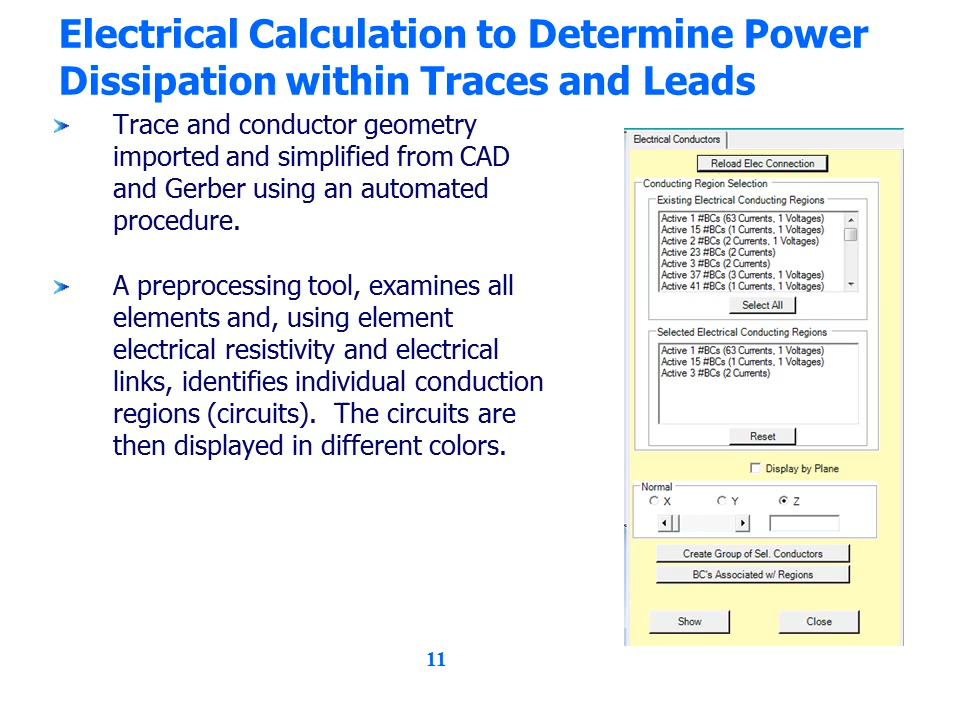 Electrical Calculation to Determine Power
Dissipation within Traces and Leads
Trace and conductor geometry
imported and simplified from CAD
and Gerber using an automated
procedure.
A preprocessing tool, examines all
elements and, using element
electrical resistivity and electrical
links, identifies individual conduction
regions (circuits).  The circuits are
then displayed in different colors.
Electrical Conductors
Reload Elec Connection
Conducting Region Selection
Existing Electrical Conducting Regions
Active 1 #BCs (63 Currents, 1 Voltages)
Active 15 #BCs (1 Currents, 1 Voltages)
Active 2 #BCs (2 Currents, 1 Voltages)
Active 23 #BCs (2 Currents)
Active 3 #BCs (2 Currents)
Active 37 #BCs (3 Currents, 1 Voltages)
Active 41 #BCs (1 Currents, 1 Voltages)
Select All
Selected Electrical Conducting Regions
Active 1 #BCs (63 Currents, 1 Voltages)
Active 15 #BCs (1 Currents, 1 Voltages)
Active 3 #BCs (2 Currents)
Reset
Display by Plane
Normal
X Y Z
Create Group of Sel. Conductors
BC's Associated w/ Regions
Show Close
11